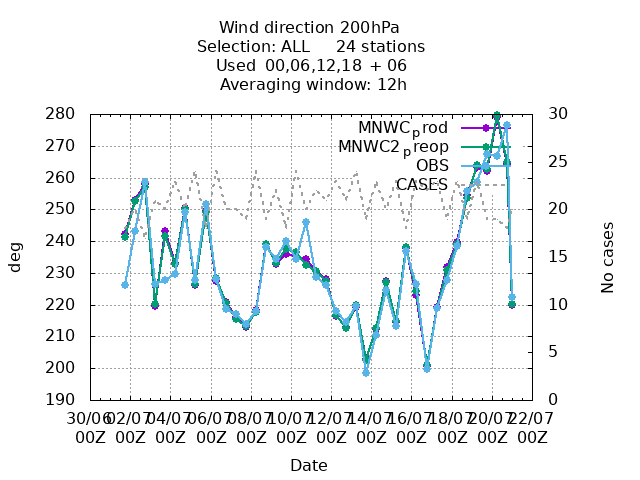 Wind direction 200hPa
Selection: ALL 24 stations
Used 00,06,12,18 + 06
Averaging window: 12h
280 30
270
260 25
250 20
240
230 15
220 10
210
200 5
190 0
deg
No cases
MNWC_prod
MNWC2_preop
OBS
CASES
30/06 02/07 04/07 06/07 08/07 10/07 12/07 14/07 16/07 18/07 20/07 22/07
00Z 00Z 00Z 00Z 00Z 00Z 00Z 00Z 00Z 00Z 00Z 00Z
Date